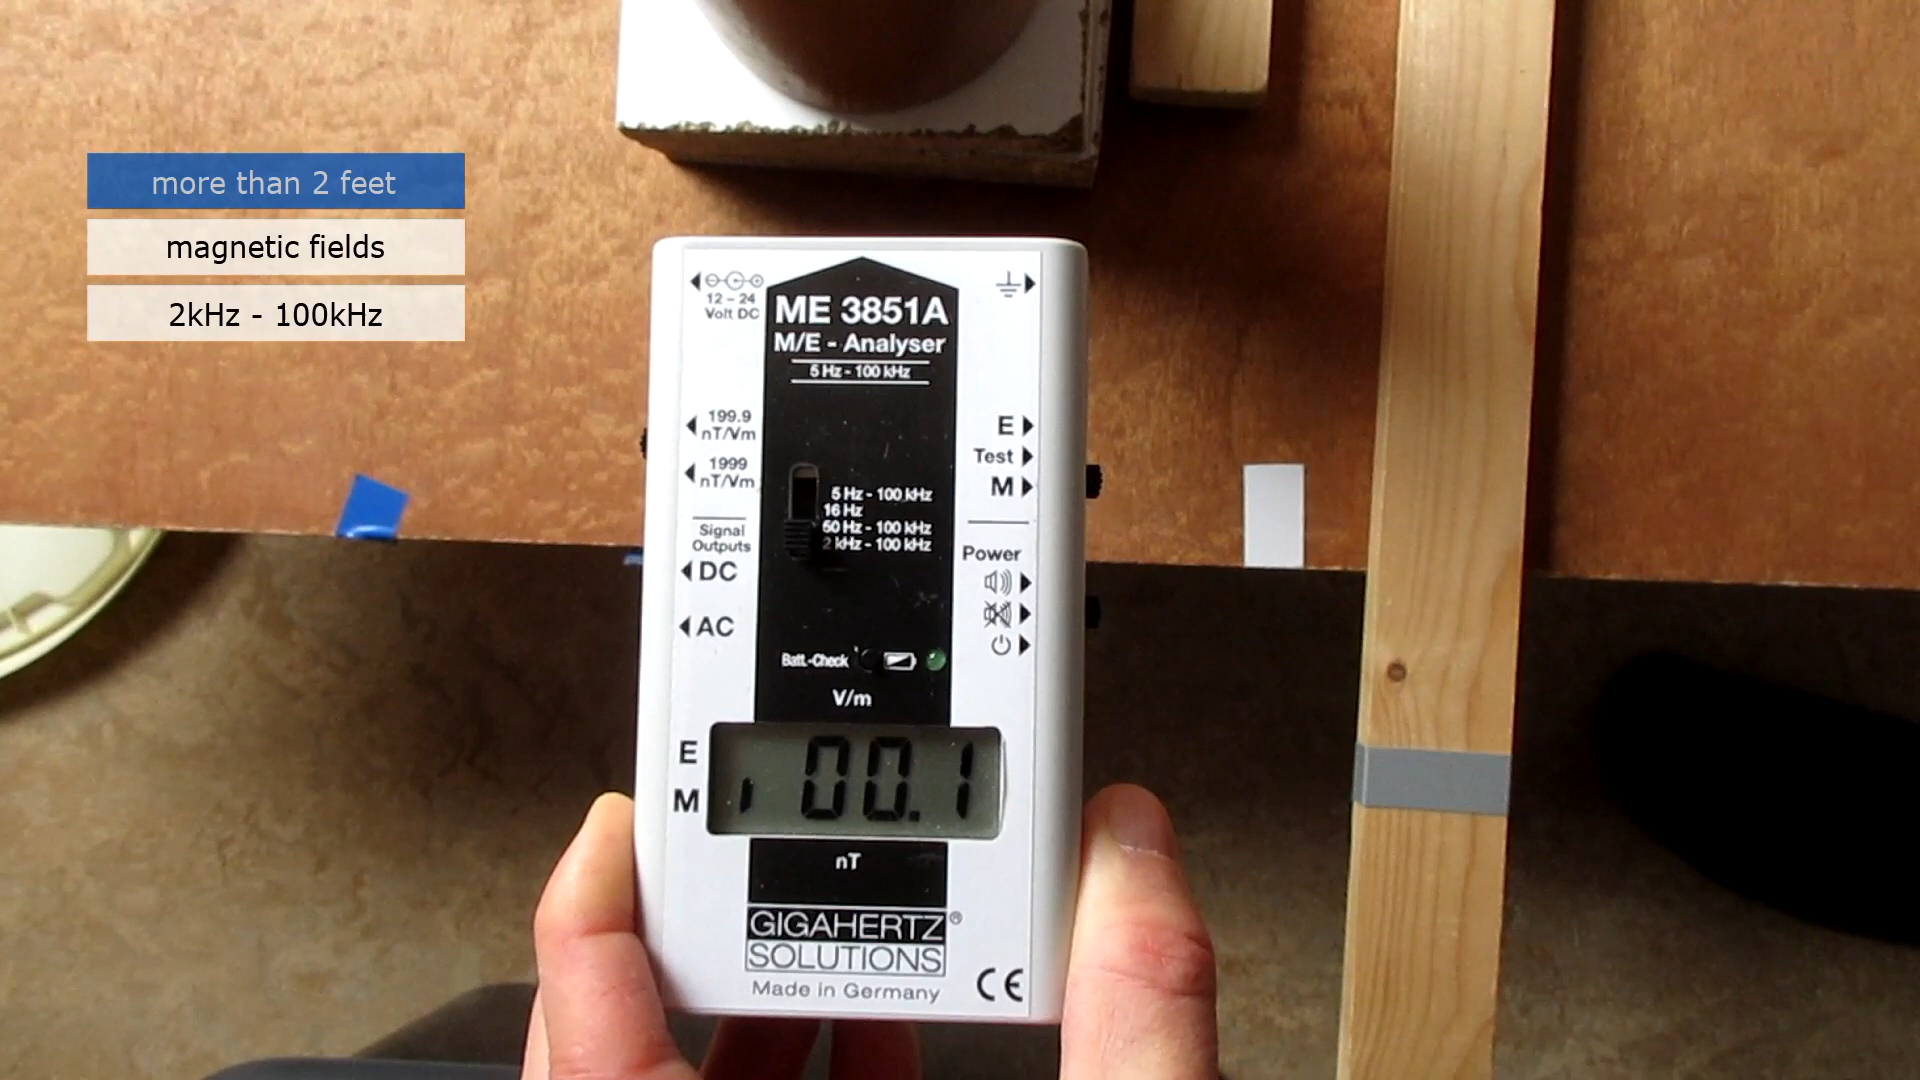 more than 2 feet
magnetic fields
2kHz - 100kHz
12 – 24
Volt DC
ME 3851A
M/E - Analyser
5 Hz - 100 kHz
199.9
nT/Vm
1999
nT/Vm
Signal
Outputs
DC
AC
5 Hz - 100 kHz
16 Hz
50 Hz - 100 kHz
2 kHz - 100 kHz
E
Test
M
Power
Batt.-Check
V/m
E
M
00.1
nT
GIGAHERTZ®
SOLUTIONS
Made in Germany
CE